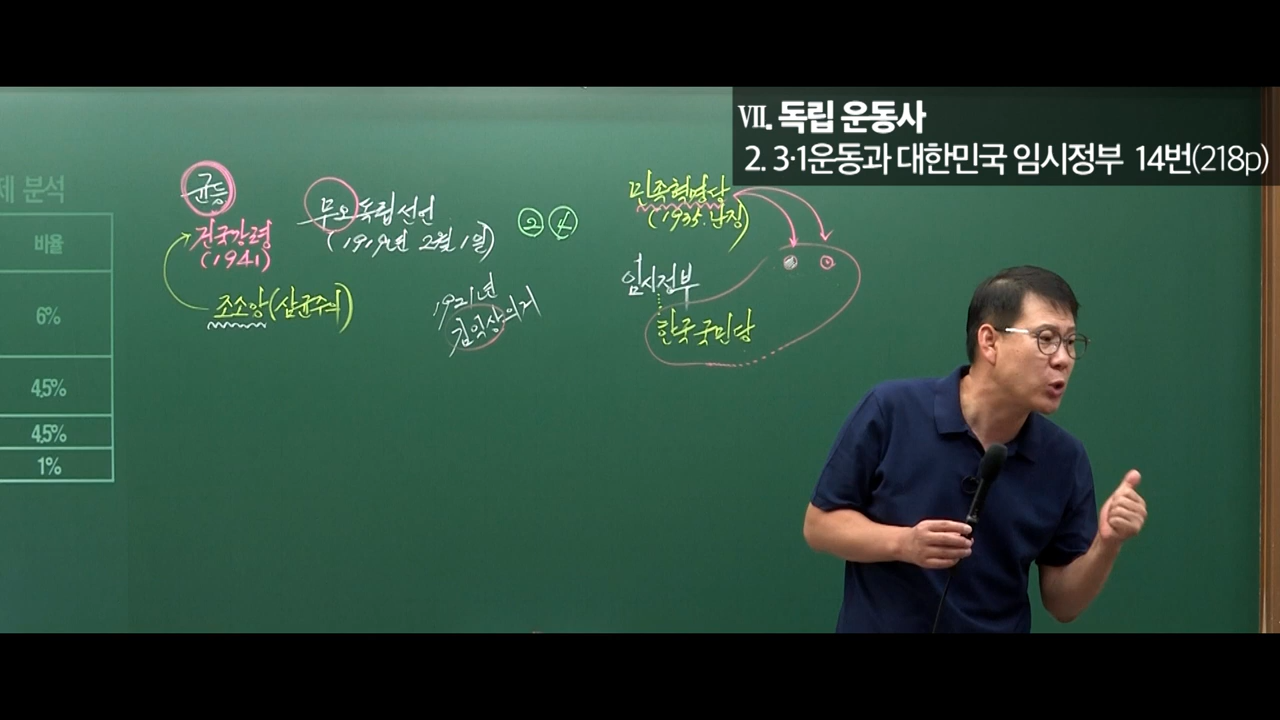 Ⅶ. 독립 운동사
2. 3·1운동과 대한민국 임시정부 14번(218p)
제 분석
비율
6%
4.5%
4.5%
1%
균등
건국강령
(1941)
조소앙(삼균주의)
무오독립선언
(1919년 2월 1일)
② ④
1921년
김익상의거
민족혁명당
(1935. 난징)
임시정부
한국국민당